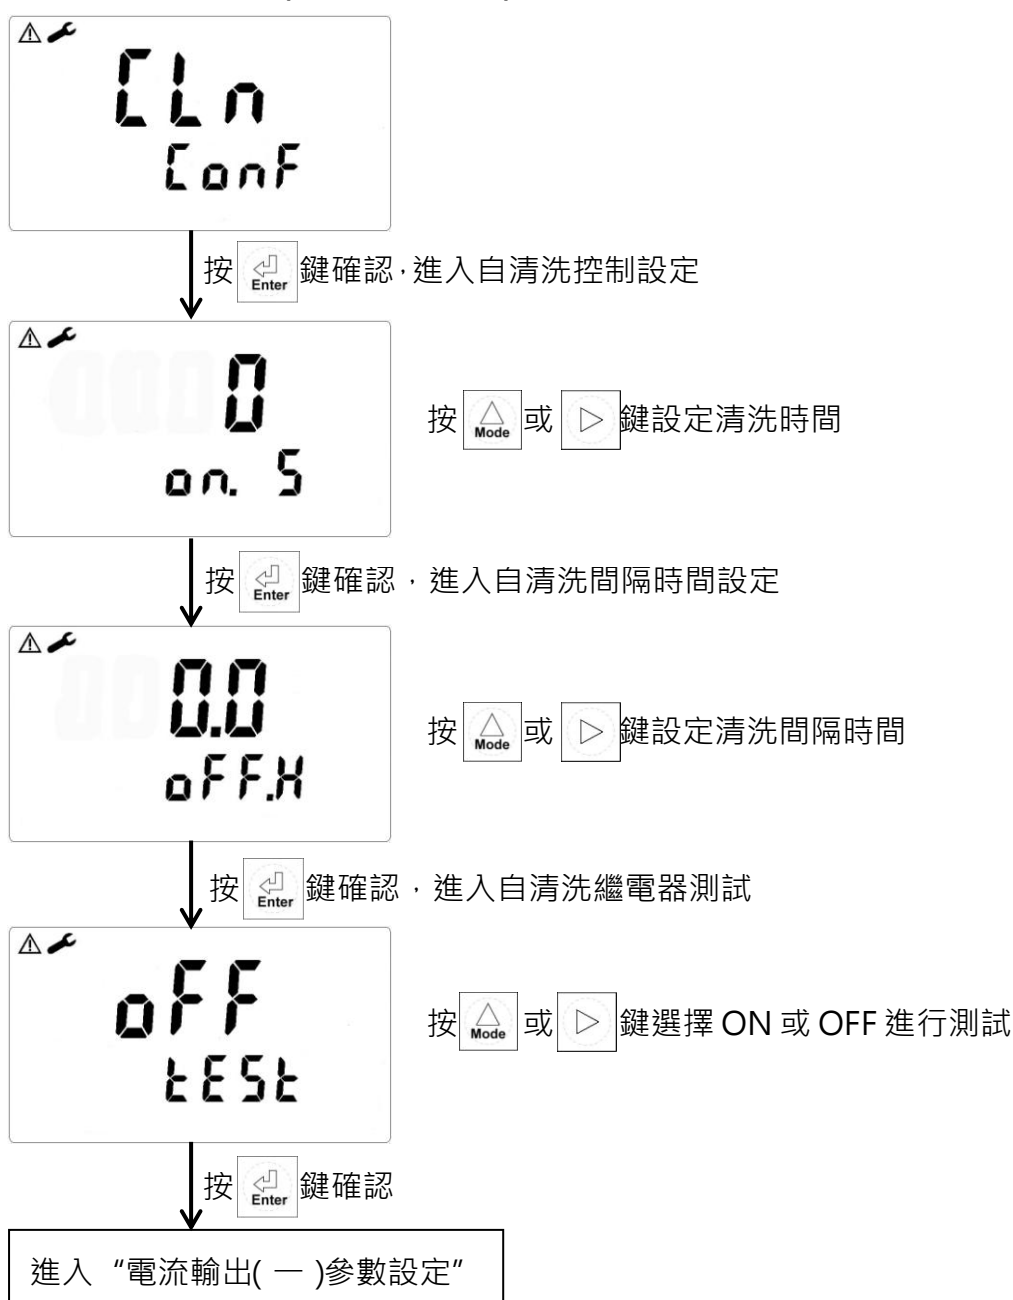 CLn
ConF
按 Enter 鍵確認，進入自清洗控制設定
0
on. S
按 Mode 或 鍵設定清洗時間
按 Enter 鍵確認，進入自清洗間隔時間設定
0.0
oFF.H
按 Mode 或 鍵設定清洗間隔時間
按 Enter 鍵確認，進入自清洗繼電器測試
oFF
tESt
按 Mode 或 鍵選擇 ON 或 OFF 進行測試
按 Enter 鍵確認
進入“電流輸出( 一 )參數設定”